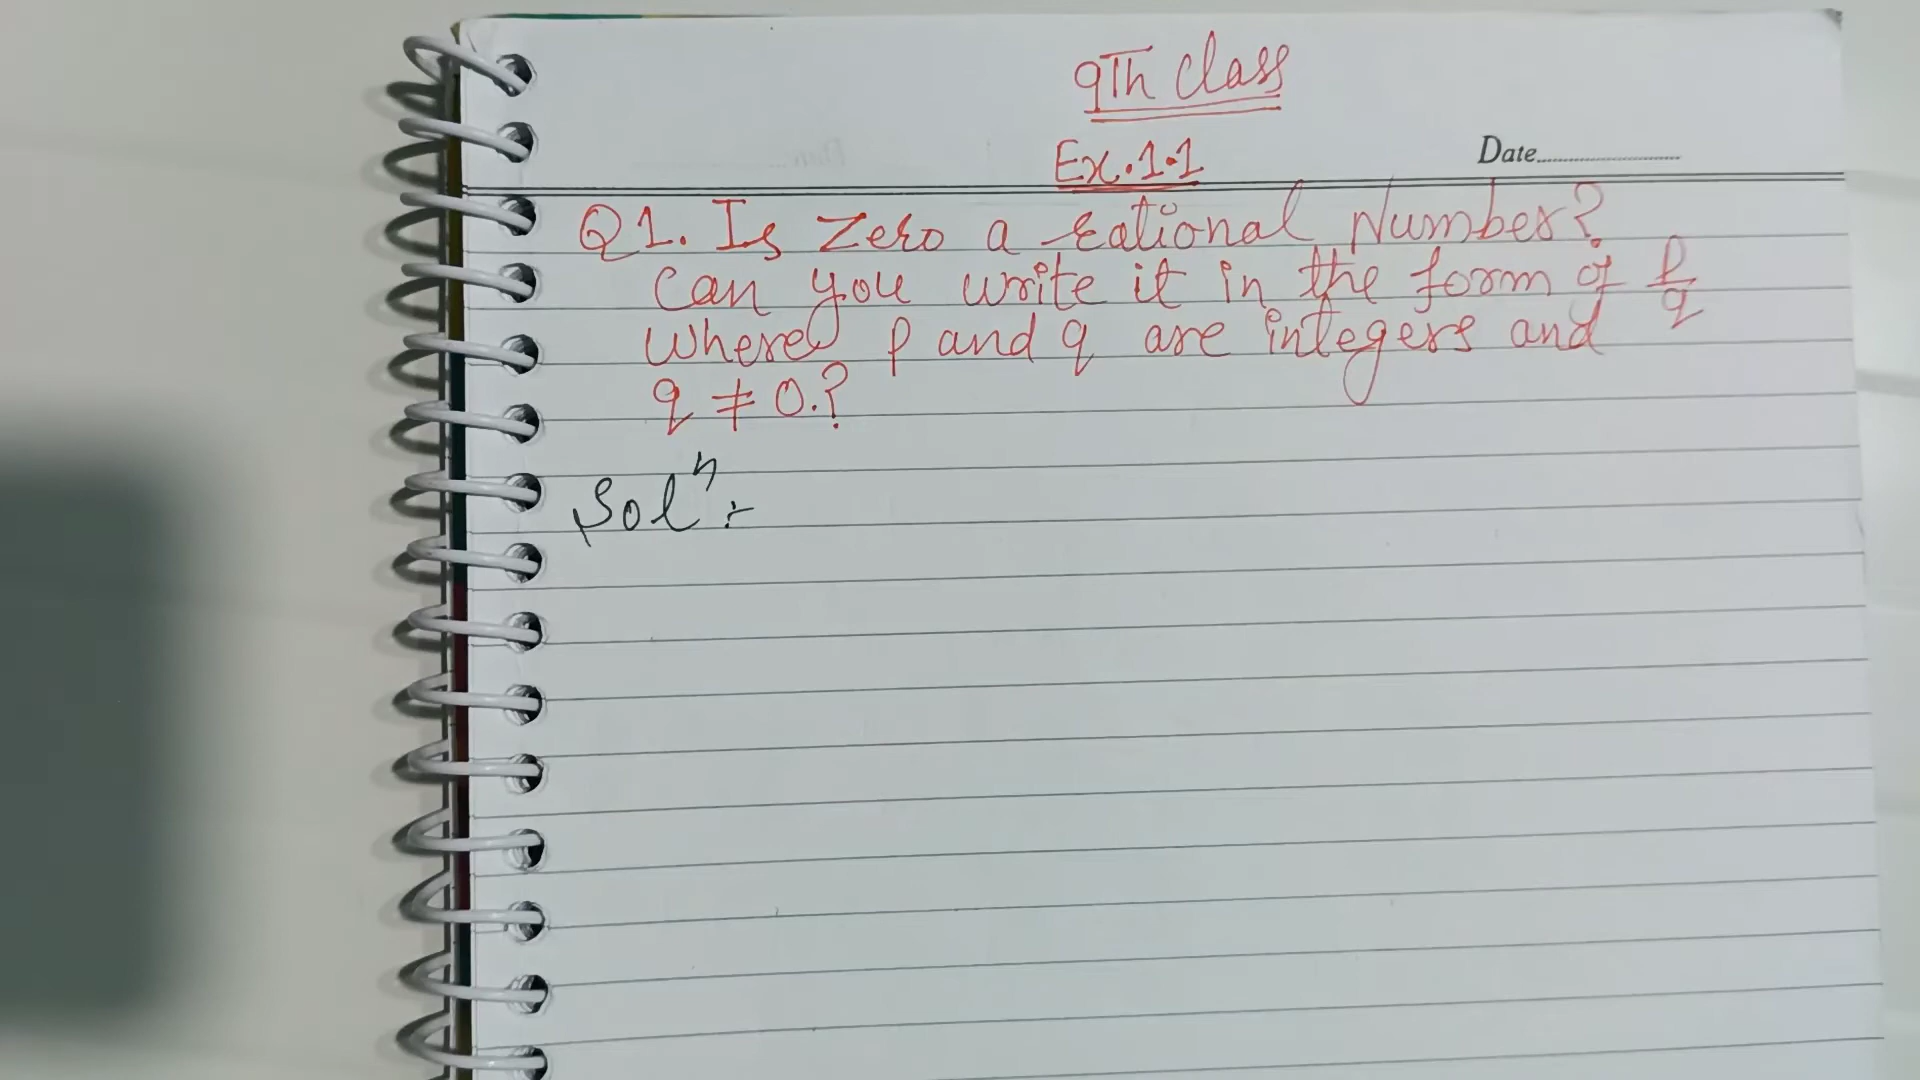 9Th Class
Ex.1.1
Date
Q1. Is Zero a rational Number?
Can you write it in the form of p/q
Where p and q are integers and
q ≠ 0.?
Solⁿ:-